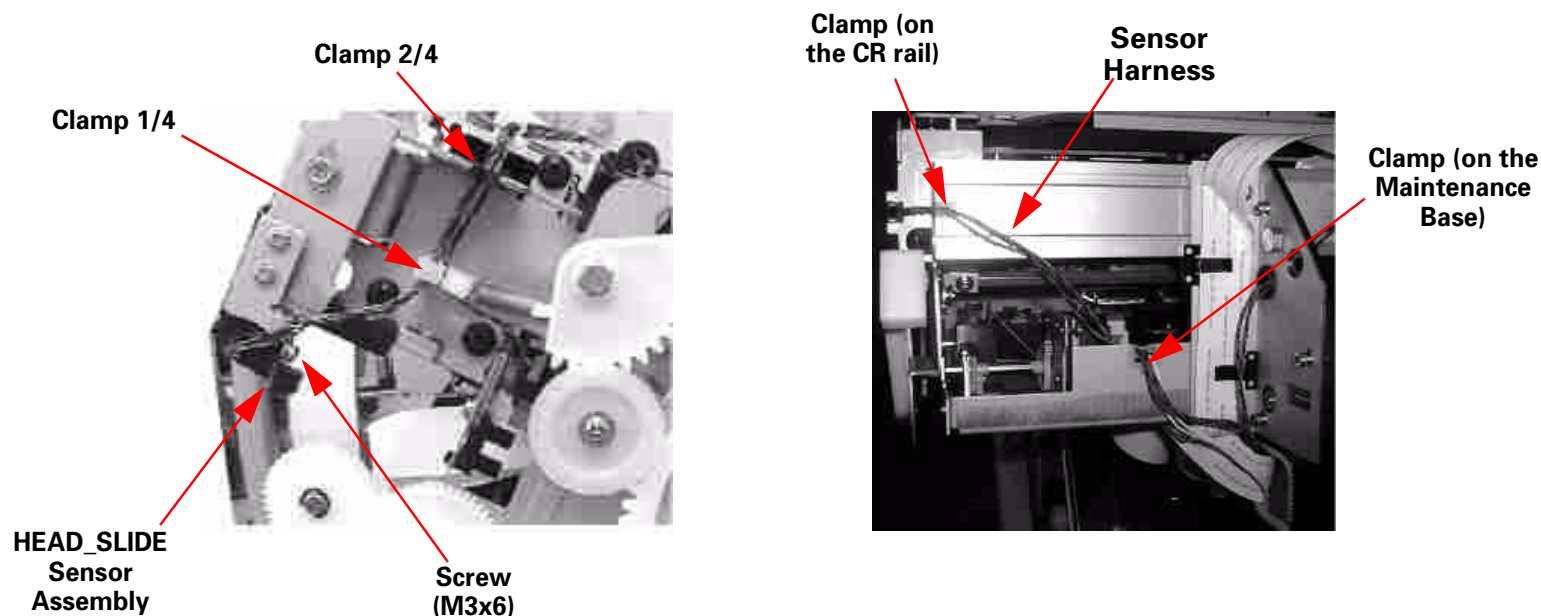 Clamp 2/4
Clamp 1/4
HEAD_SLIDE
Sensor
Assembly
Screw
(M3x6)
Clamp (on
the CR rail)
Sensor
Harness
Clamp (on the
Maintenance
Base)